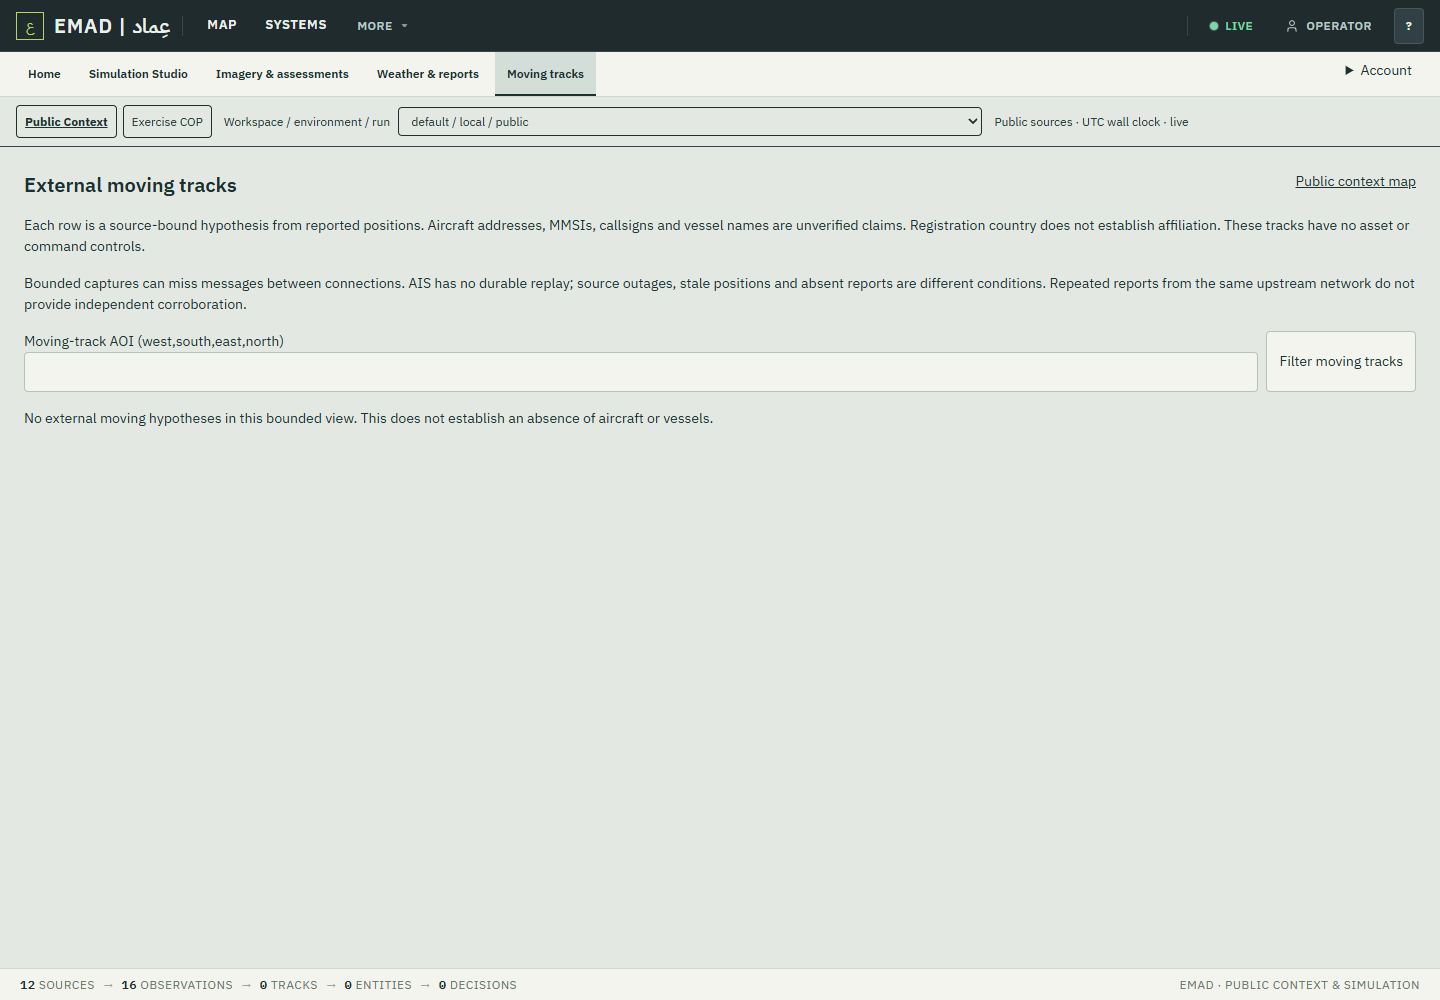 ع EMAD | عِماد MAP SYSTEMS MORE LIVE OPERATOR ?
Home Simulation Studio Imagery & assessments Weather & reports Moving tracks ▶ Account
Public Context Exercise COP Workspace / environment / run default / local / public Public sources · UTC wall clock · live
External moving tracks Public context map
Each row is a source-bound hypothesis from reported positions. Aircraft addresses, MMSIs, callsigns and vessel names are unverified claims. Registration country does not establish affiliation. These tracks have no asset or
command controls.
Bounded captures can miss messages between connections. AIS has no durable replay; source outages, stale positions and absent reports are different conditions. Repeated reports from the same upstream network do not
provide independent corroboration.
Moving-track AOI (west,south,east,north)
Filter moving tracks
No external moving hypotheses in this bounded view. This does not establish an absence of aircraft or vessels.
12 SOURCES → 16 OBSERVATIONS → 0 TRACKS → 0 ENTITIES → 0 DECISIONS EMAD · PUBLIC CONTEXT & SIMULATION